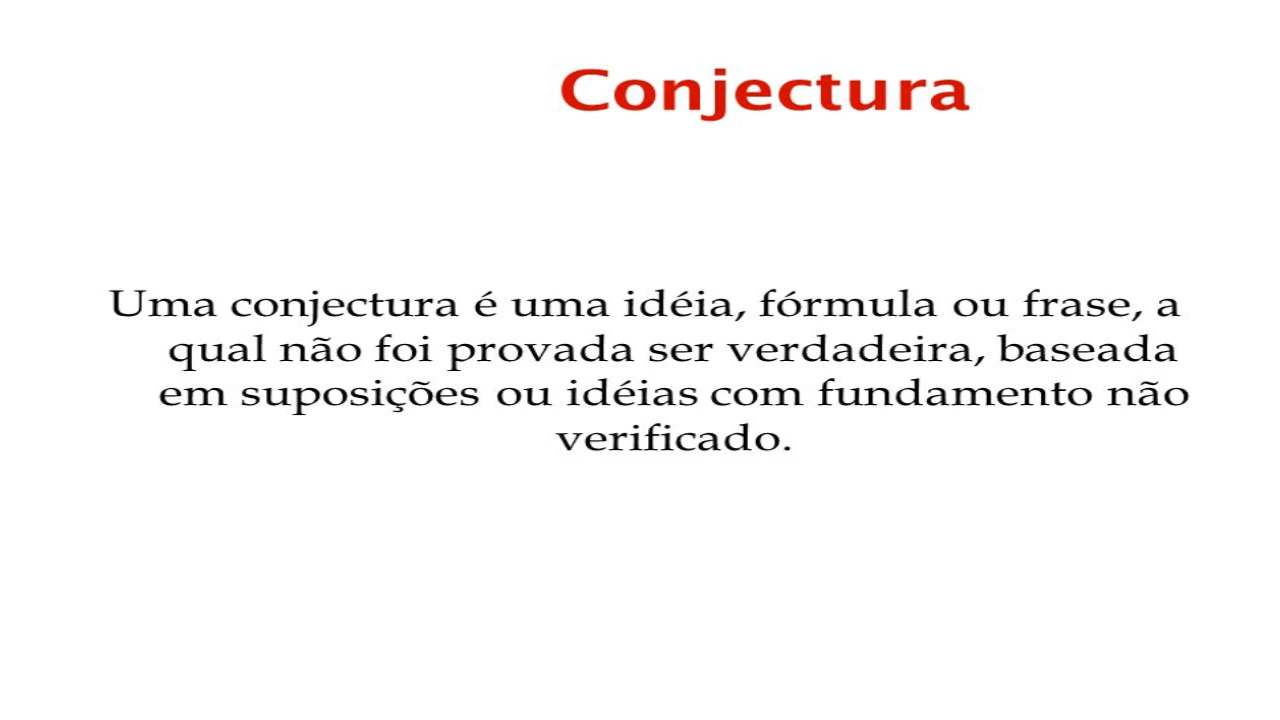 Conjectura
Uma conjectura é uma idéia, fórmula ou frase, a
qual não foi provada ser verdadeira, baseada
em suposições ou idéias com fundamento não
verificado.